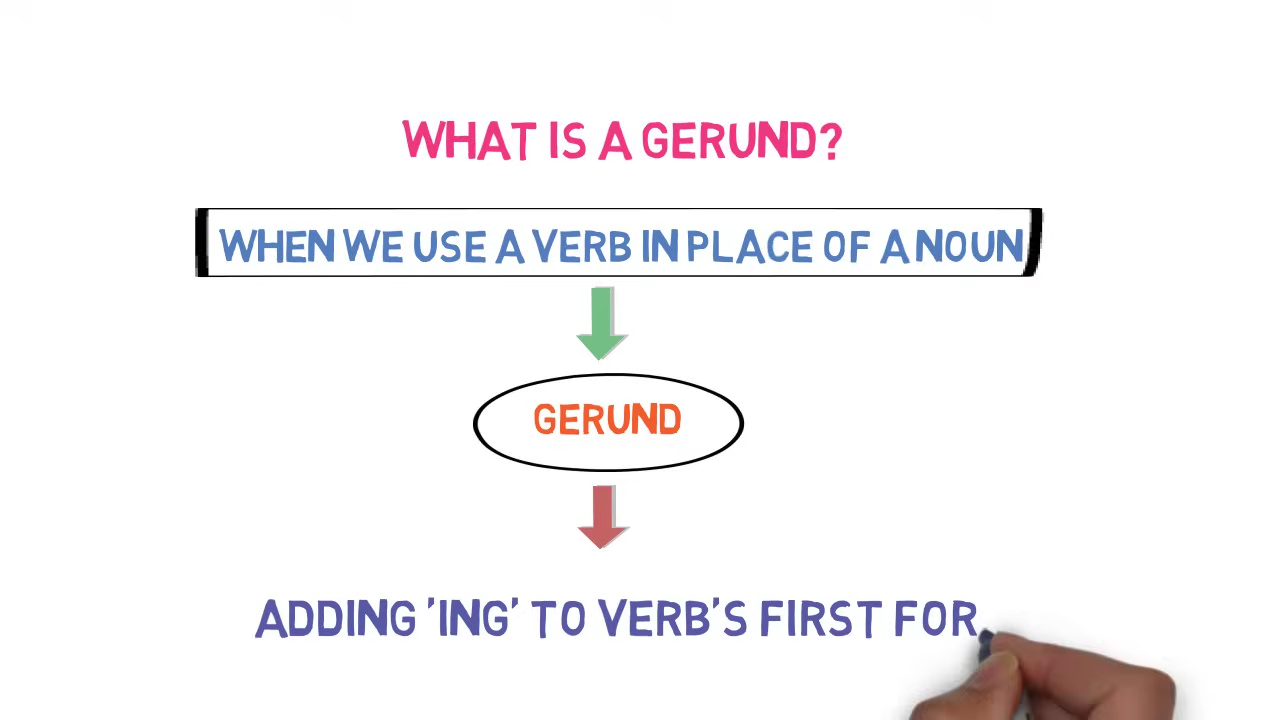 WHAT IS A GERUND?
WHEN WE USE A VERB IN PLACE OF A NOUN
GERUND
ADDING 'ING' TO VERB'S FIRST FOR